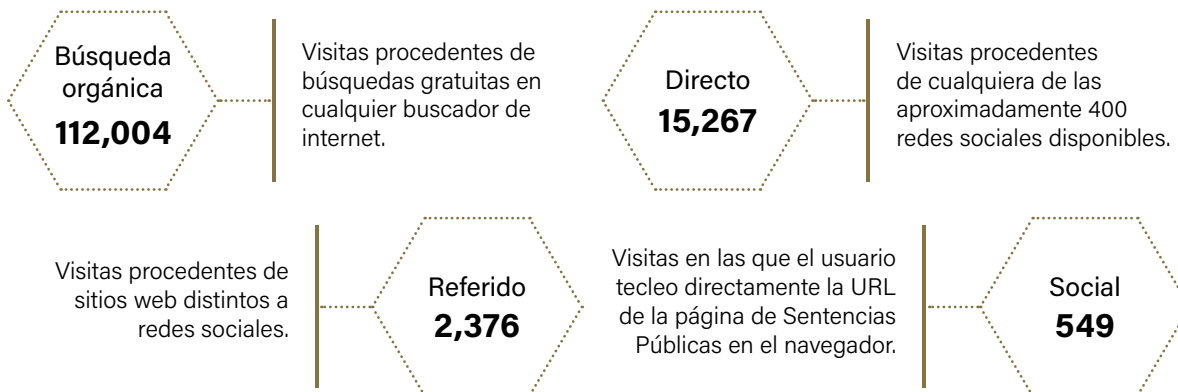 Búsqueda
orgánica
112,004
Visitas procedentes de
búsquedas gratuitas en
cualquier buscador de
internet.
Directo
15,267
Visitas procedentes
de cualquiera de las
aproximadamente 400
redes sociales disponibles.
Visitas procedentes de
sitios web distintos a
redes sociales.
Referido
2,376
Visitas en las que el usuario
tecleo directamente la URL
de la página de Sentencias
Públicas en el navegador.
Social
549